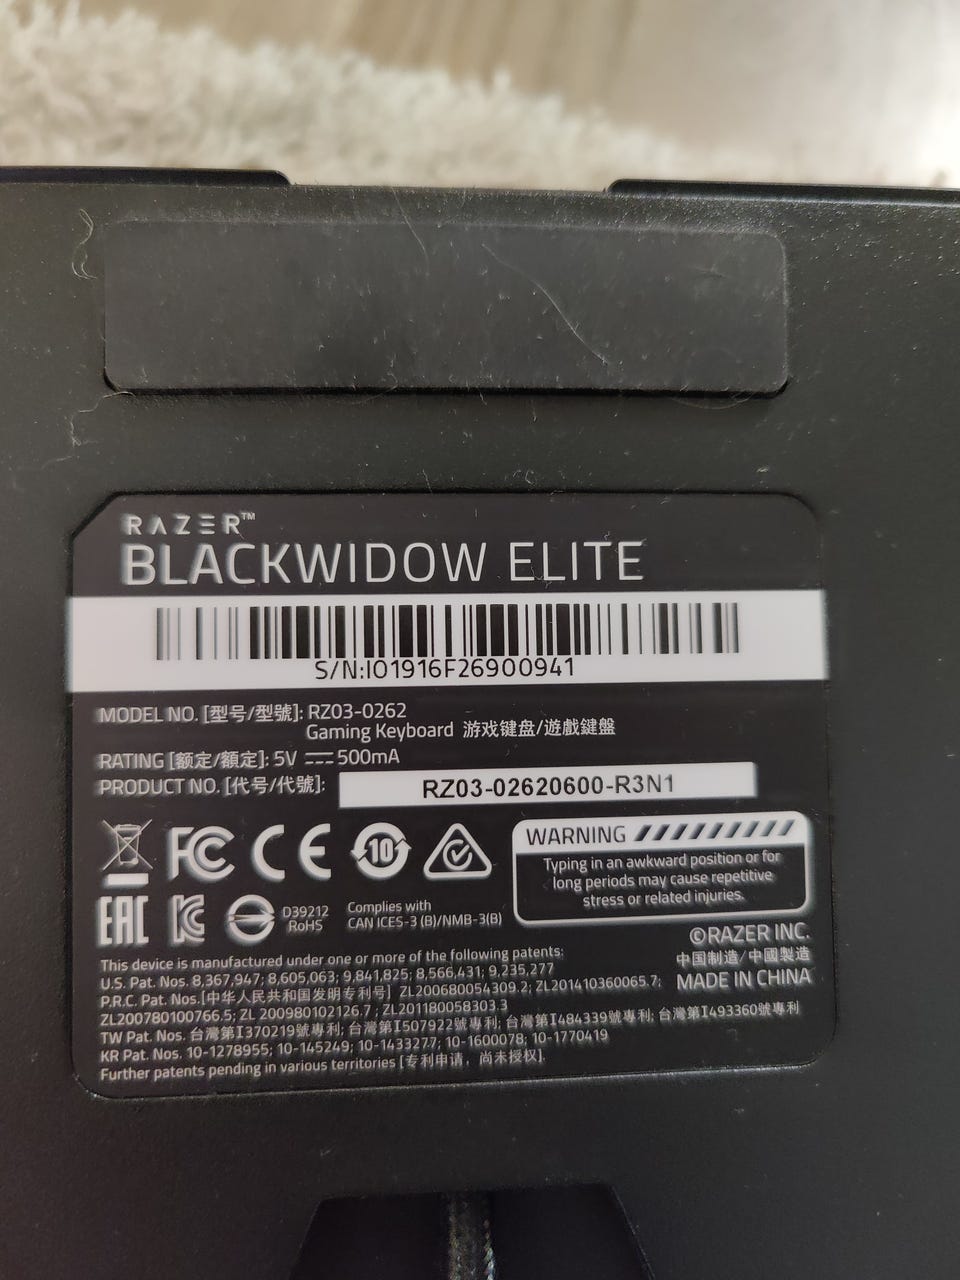 RAZER™
BLACKWIDOW ELITE
S/N:IO1916F26900941
MODEL NO. [型号/型號]: RZ03-0262
Gaming Keyboard 游戏键盘/遊戲鍵盤
RATING [额定/額定]: 5V ⎓ 500mA
PRODUCT NO. [代号/代號]: RZ03-02620600-R3N1
FC CE 10
WARNING
Typing in an awkward position or for
long periods may cause repetitive
stress or related injuries.
EAC KC D39212
RoHS
Complies with
CAN ICES-3 (B)/NMB-3(B)
©RAZER INC.
中国制造/中國製造
MADE IN CHINA
This device is manufactured under one or more of the following patents:
U.S. Pat. Nos. 8,367,947; 8,605,063; 9,841,825; 8,566,431; 9,235,277
P.R.C. Pat. Nos.[中华人民共和国发明专利号] ZL200680054309.2; ZL201410360065.7;
ZL200780100766.5; ZL 200980102126.7 ; ZL201180058303.3
TW Pat. Nos. 台灣第I370219號專利; 台灣第I507922號專利; 台灣第I484339號專利; 台灣第I493360號專利
KR Pat. Nos. 10-1278955; 10-145249; 10-1433277; 10-1600078; 10-1770419
Further patents pending in various territories [专利申请，尚未授权].